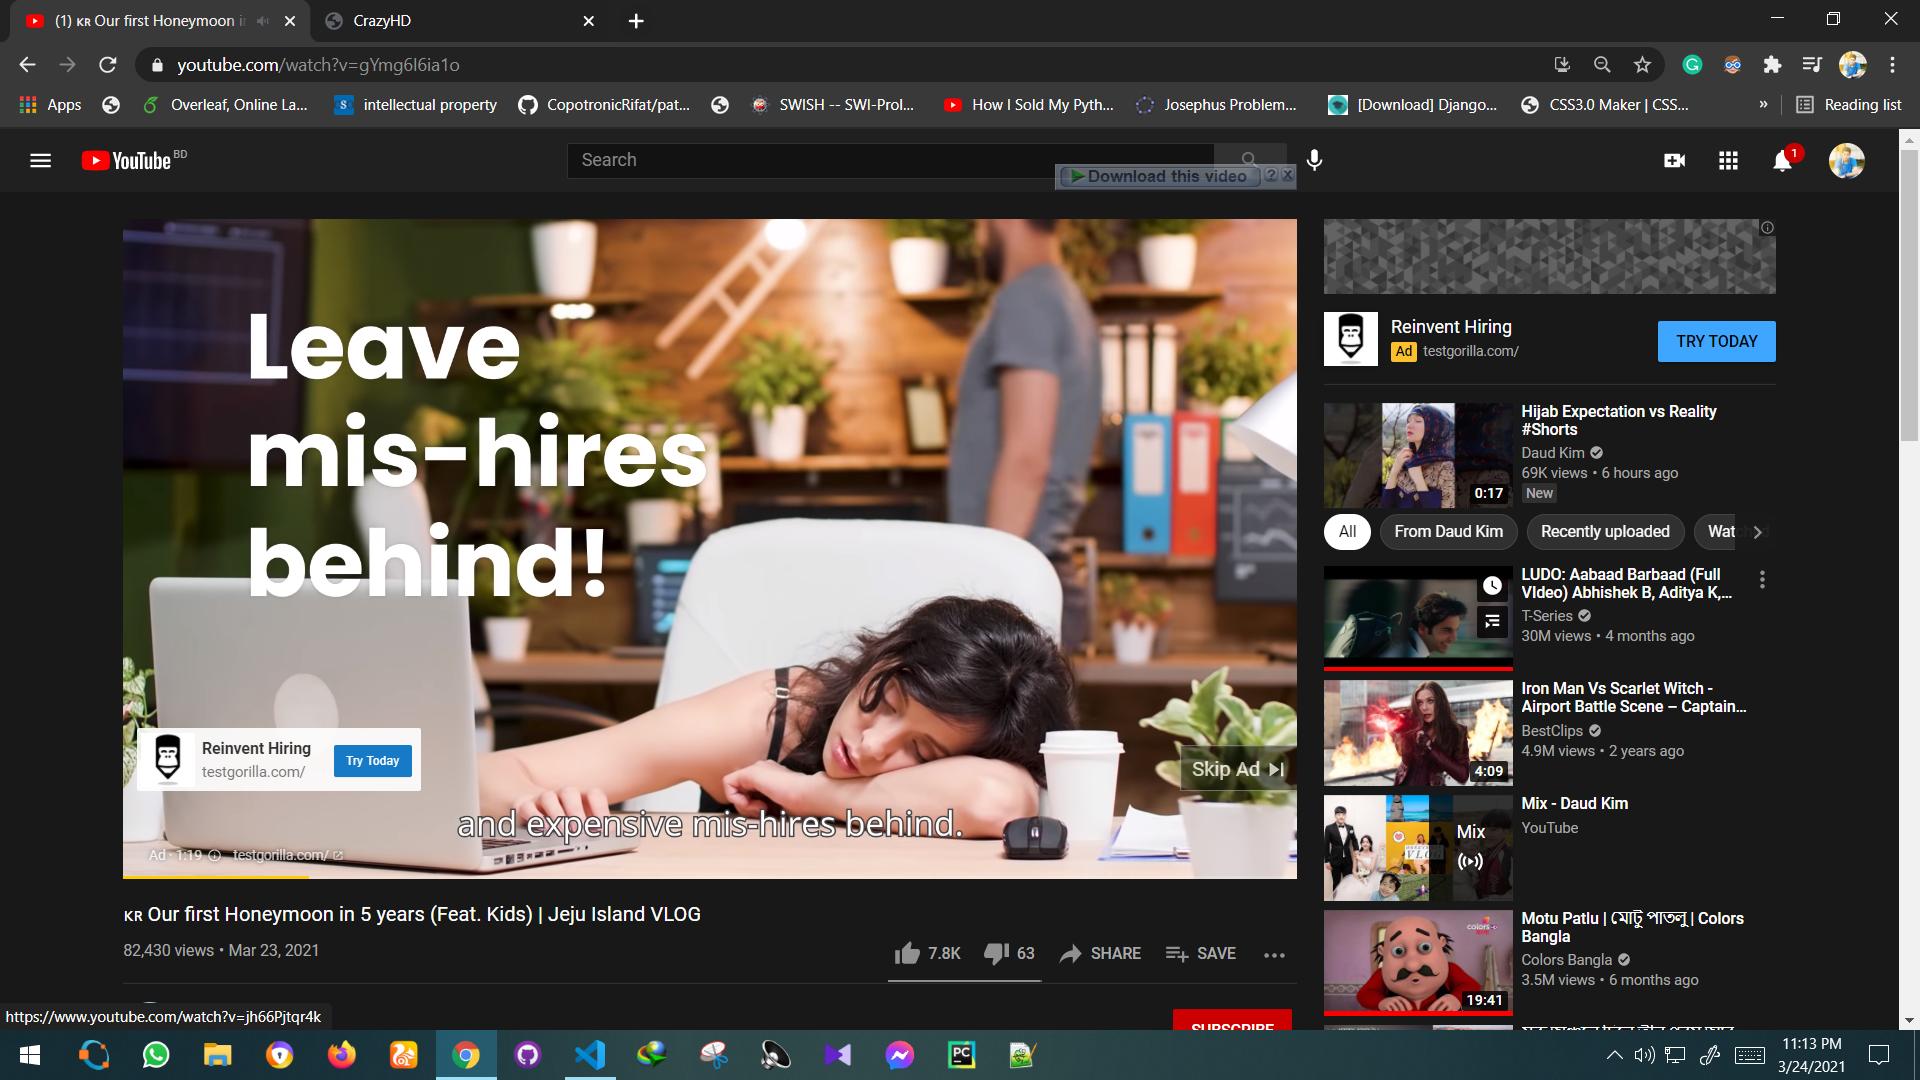 (1) ᴋʀ Our first Honeymoon in
CrazyHD
youtube.com/watch?v=gYmg6I6ia1o
Apps
Overleaf, Online La...
intellectual property
CopotronicRifat/pat...
SWISH -- SWI-Prol...
How I Sold My Pyth...
Josephus Problem...
[Download] Django...
CSS3.0 Maker | CSS...
»
Reading list
YouTube BD
Search
Download this video ? X
1
Leave
mis-hires
behind!
Reinvent Hiring
testgorilla.com/
Try Today
Skip Ad
and expensive mis-hires behind.
Ad · 1:19 testgorilla.com/
ᴋʀ Our first Honeymoon in 5 years (Feat. Kids) | Jeju Island VLOG
82,430 views • Mar 23, 2021
7.8K
63
SHARE
SAVE
SUBSCRIBE
https://www.youtube.com/watch?v=jh66Pjtqr4k
Reinvent Hiring
Ad testgorilla.com/
TRY TODAY
0:17
Hijab Expectation vs Reality
#Shorts
Daud Kim
69K views • 6 hours ago
New
All
From Daud Kim
Recently uploaded
LUDO: Aabaad Barbaad (Full
VIdeo) Abhishek B, Aditya K,...
T-Series
30M views • 4 months ago
4:09
Iron Man Vs Scarlet Witch -
Airport Battle Scene – Captain...
BestClips
4.9M views • 2 years ago
Mix
Mix - Daud Kim
YouTube
colors
19:41
Motu Patlu | মোটু পাতলু | Colors
Bangla
Colors Bangla
3.5M views • 6 months ago
PC
11:13 PM
3/24/2021